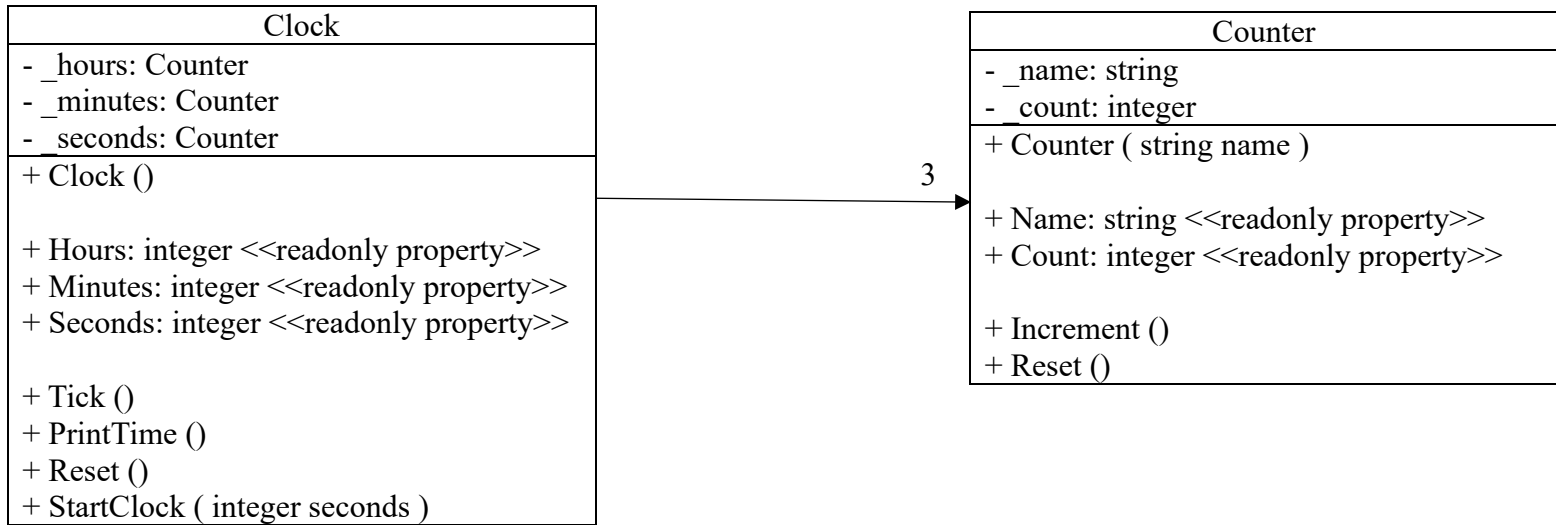 Clock
- _hours: Counter
- _minutes: Counter
- _seconds: Counter
+ Clock ()
+ Hours: integer <<readonly property>>
+ Minutes: integer <<readonly property>>
+ Seconds: integer <<readonly property>>
+ Tick ()
+ PrintTime ()
+ Reset ()
+ StartClock ( integer seconds )
3
Counter
- _name: string
- _count: integer
+ Counter ( string name )
+ Name: string <<readonly property>>
+ Count: integer <<readonly property>>
+ Increment ()
+ Reset ()